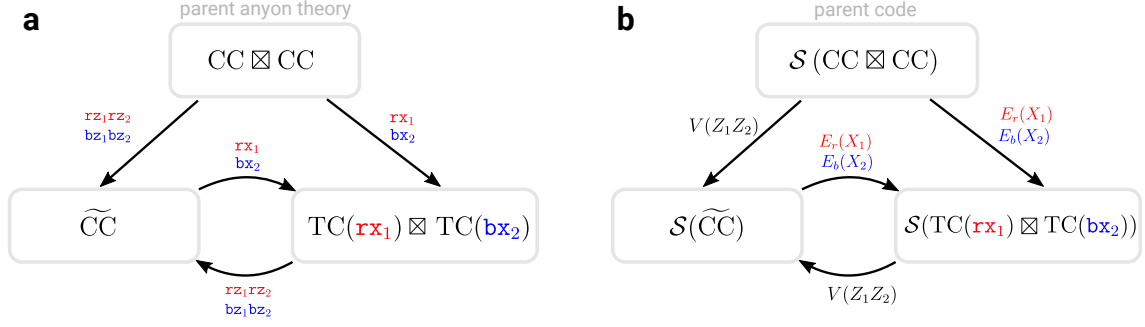 a
parent anyon theory
CC ⊠ CC
rz₁rz₂
bz₁bz₂
rx₁
bx₂
rx₁
bx₂
C͠C
TC(rx₁) ⊠ TC(bx₂)
rz₁rz₂
bz₁bz₂
b
parent code
𝒮 (CC ⊠ CC)
V(Z₁Z₂)
E_r(X₁)
E_b(X₂)
E_r(X₁)
E_b(X₂)
𝒮(C͠C)
𝒮(TC(rx₁) ⊠ TC(bx₂))
V(Z₁Z₂)